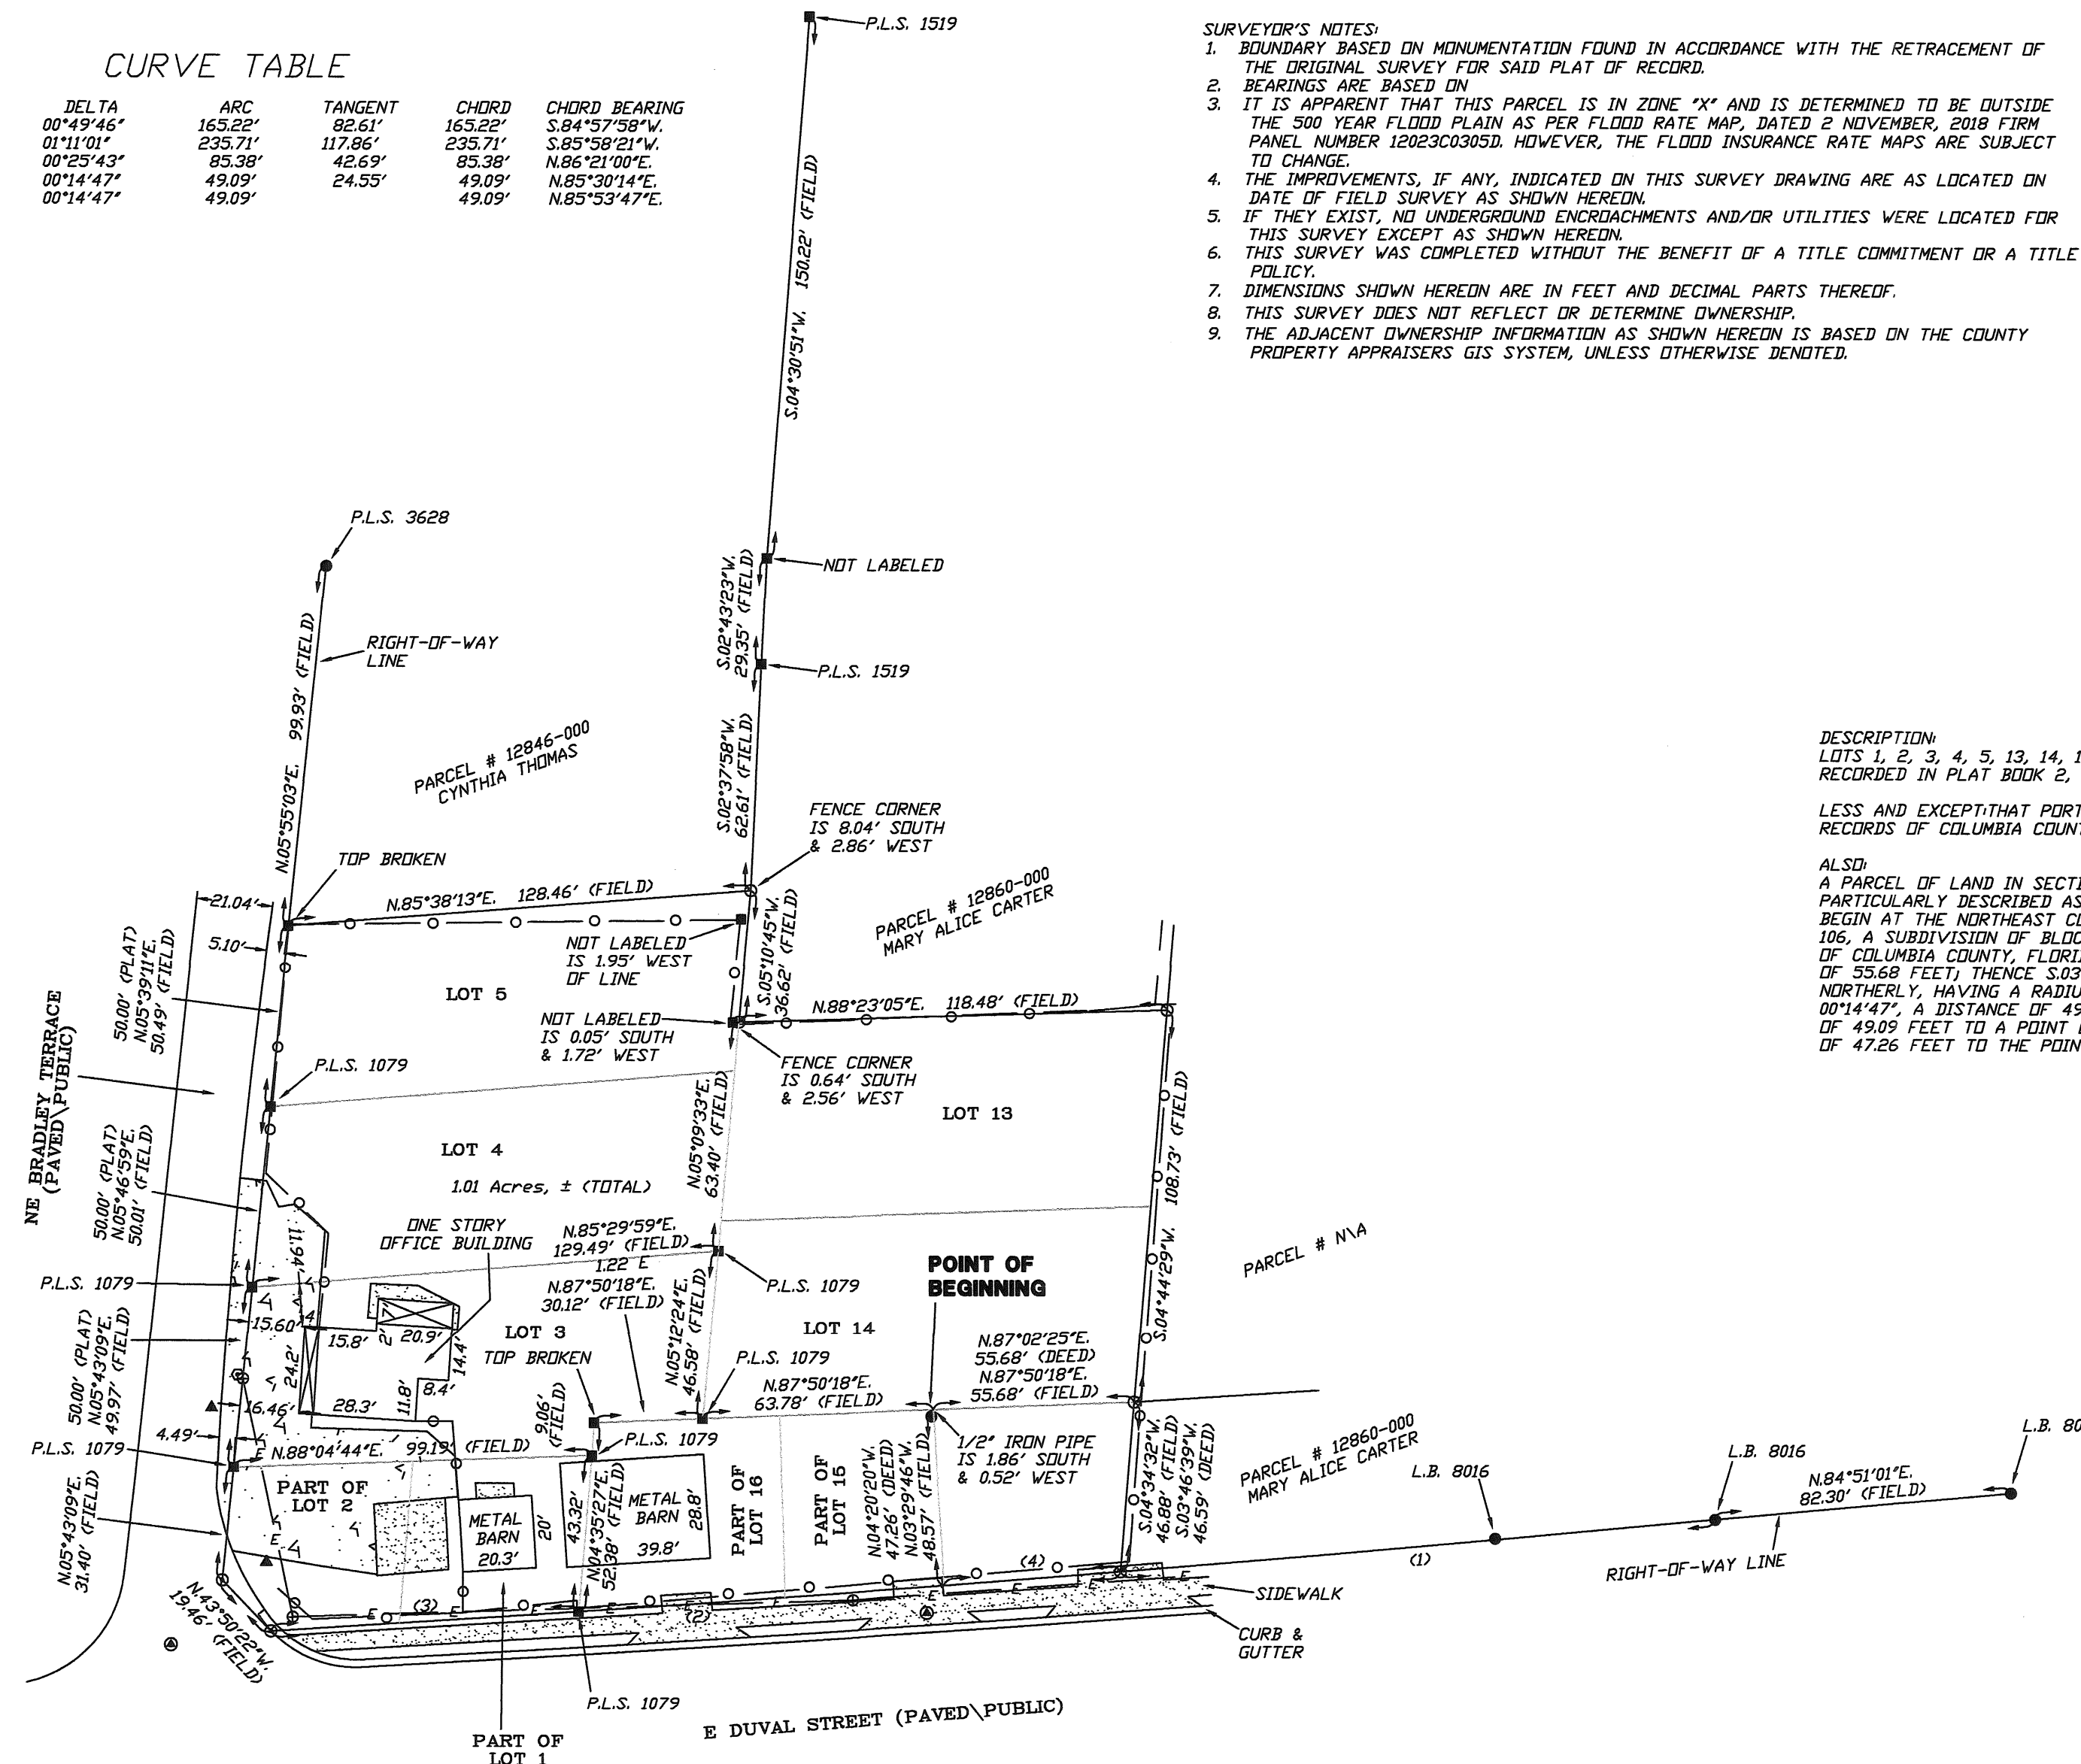 CURVE TABLE
DELTA ARC TANGENT CHORD CHORD BEARING
00°49'46" 165.22' 82.61' 165.22' S.84°57'58"W.
01°11'01" 235.71' 117.86' 235.71' S.85°58'21"W.
00°25'43" 85.38' 42.69' 85.38' N.86°21'00"E.
00°14'47" 49.09' 24.55' 49.09' N.85°30'14"E.
00°14'47" 49.09' 49.09' N.85°53'47"E.
SURVEYOR'S NOTES:
1. BOUNDARY BASED ON MONUMENTATION FOUND IN ACCORDANCE WITH THE RETRACEMENT OF
THE ORIGINAL SURVEY FOR SAID PLAT OF RECORD.
2. BEARINGS ARE BASED ON
3. IT IS APPARENT THAT THIS PARCEL IS IN ZONE "X" AND IS DETERMINED TO BE OUTSIDE
THE 500 YEAR FLOOD PLAIN AS PER FLOOD RATE MAP, DATED 2 NOVEMBER, 2018 FIRM
PANEL NUMBER 12023C0305D. HOWEVER, THE FLOOD INSURANCE RATE MAPS ARE SUBJECT
TO CHANGE.
4. THE IMPROVEMENTS, IF ANY, INDICATED ON THIS SURVEY DRAWING ARE AS LOCATED ON
DATE OF FIELD SURVEY AS SHOWN HEREON.
5. IF THEY EXIST, NO UNDERGROUND ENCROACHMENTS AND/OR UTILITIES WERE LOCATED FOR
THIS SURVEY EXCEPT AS SHOWN HEREON.
6. THIS SURVEY WAS COMPLETED WITHOUT THE BENEFIT OF A TITLE COMMITMENT OR A TITLE
POLICY.
7. DIMENSIONS SHOWN HEREON ARE IN FEET AND DECIMAL PARTS THEREOF.
8. THIS SURVEY DOES NOT REFLECT OR DETERMINE OWNERSHIP.
9. THE ADJACENT OWNERSHIP INFORMATION AS SHOWN HEREON IS BASED ON THE COUNTY
PROPERTY APPRAISERS GIS SYSTEM, UNLESS OTHERWISE DENOTED.
P.L.S. 1519
S.04°30'51"W. 150.22' (FIELD)
P.L.S. 3628
NOT LABELED
S.02°43'23"W.
29.35' (FIELD)
P.L.S. 1519
RIGHT-OF-WAY
LINE
N.05°55'03"E. 99.93' (FIELD)
PARCEL # 12846-000
CYNTHIA THOMAS
S.02°37'58"W.
62.61' (FIELD)
FENCE CORNER
IS 8.04' SOUTH
& 2.86' WEST
TOP BROKEN
N.85°38'13"E. 128.46' (FIELD)
21.04'
5.10'
50.00' (PLAT)
N.05°39'11"E.
50.49' (FIELD)
NOT LABELED
IS 1.95' WEST
OF LINE
S.05°10'45"W.
36.62' (FIELD)
PARCEL # 12860-000
MARY ALICE CARTER
LOT 5
NOT LABELED
IS 0.05' SOUTH
& 1.72' WEST
N.88°23'05"E. 118.48' (FIELD)
FENCE CORNER
IS 0.64' SOUTH
& 2.56' WEST
P.L.S. 1079
NE BRADLEY TERRACE
(PAVED\PUBLIC)
LOT 13
LOT 4
N.05°09'33"E.
63.40' (FIELD)
S.04°44'29"W. 108.73' (FIELD)
50.00' (PLAT)
N.05°46'59"E.
50.01' (FIELD)
1.01 Acres, ± (TOTAL)
ONE STORY
OFFICE BUILDING
11.94'
N.85°29'59"E.
129.49' (FIELD)
1.22 E
N.87°50'18"E.
30.12' (FIELD)
P.L.S. 1079
P.L.S. 1079
POINT OF
BEGINNING
PARCEL # N\A
15.60'
15.8'
2'
7'
20.9'
14.4'
24.2'
LOT 3
TOP BROKEN
N.05°12'24"E.
46.58' (FIELD)
LOT 14
P.L.S. 1079
N.87°50'18"E.
63.78' (FIELD)
N.87°02'25"E.
55.68' (DEED)
N.87°50'18"E.
55.68' (FIELD)
50.00' (PLAT)
N.05°43'09"E.
49.97' (FIELD)
16.46'
28.3'
11.8'
8.4'
9.06'
(FIELD)
4.49'
P.L.S. 1079
N.88°04'44"E. 99.19' (FIELD)
P.L.S. 1079
1/2" IRON PIPE
IS 1.86' SOUTH
& 0.52' WEST
PART OF
LOT 2
METAL
BARN
20.3'
20'
43.32'
N.04°35'27"E.
52.38' (FIELD)
METAL
BARN
28.8'
39.8'
PART OF
LOT 16
PART OF
LOT 15
N.04°20'20"W.
47.26' (DEED)
N.03°29'46"W.
48.57' (FIELD)
S.04°34'32"W.
46.88' (FIELD)
S.03°46'39"W.
46.59' (DEED)
PARCEL # 12860-000
MARY ALICE CARTER
L.B. 8016
L.B. 8016
L.B. 80
N.84°51'01"E.
82.30' (FIELD)
RIGHT-OF-WAY LINE
(1)
(4)
(2)
(3)
E
N.05°43'09"E.
31.40' (FIELD)
N.43°50'22"W.
19.46' (FIELD)
SIDEWALK
CURB &
GUTTER
P.L.S. 1079
PART OF
LOT 1
E DUVAL STREET (PAVED\PUBLIC)
DESCRIPTION:
LOTS 1, 2, 3, 4, 5, 13, 14, 1
RECORDED IN PLAT BOOK 2,
LESS AND EXCEPT:THAT PORT
RECORDS OF COLUMBIA COUN
ALSO:
A PARCEL OF LAND IN SECTI
PARTICULARLY DESCRIBED AS
BEGIN AT THE NORTHEAST CO
106, A SUBDIVISION OF BLOC
OF COLUMBIA COUNTY, FLORI
OF 55.68 FEET; THENCE S.03
NORTHERLY, HAVING A RADIU
00°14'47", A DISTANCE OF 49
OF 49.09 FEET TO A POINT
OF 47.26 FEET TO THE POIN